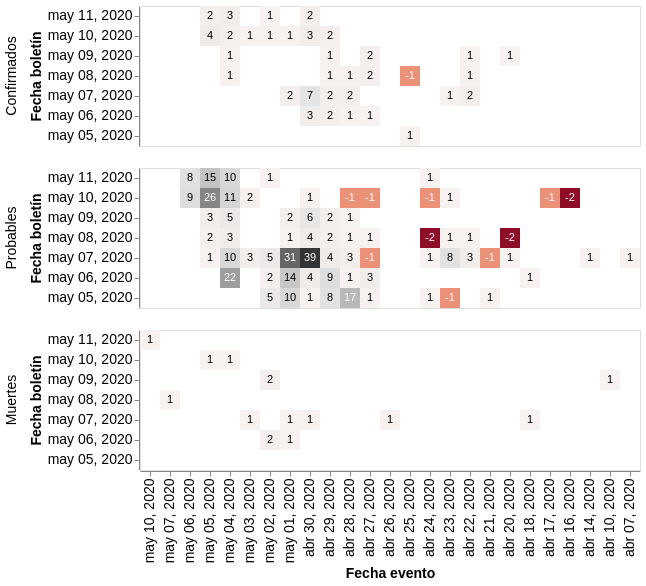 Confirmados
Fecha boletín
may 11, 2020 2 3 1 2
may 10, 2020 4 2 1 1 1 3 2
may 09, 2020 1 1 2 1 1
may 08, 2020 1 1 1 2 -1 1
may 07, 2020 2 7 2 2 1 2
may 06, 2020 3 2 1 1
may 05, 2020 1
Probables
Fecha boletín
may 11, 2020 8 15 10 1 1
may 10, 2020 9 26 11 2 1 -1 -1 -1 1 -1 -2
may 09, 2020 3 5 2 6 2 1
may 08, 2020 2 3 1 4 2 1 1 -2 1 1 -2
may 07, 2020 1 10 3 5 31 39 4 3 -1 1 8 3 -1 1 1 1
may 06, 2020 22 2 14 4 9 1 3 1
may 05, 2020 5 10 1 8 17 1 1 -1 1
Muertes
Fecha boletín
may 11, 2020 1
may 10, 2020 1 1
may 09, 2020 2 1
may 08, 2020 1
may 07, 2020 1 1 1 1 1
may 06, 2020 2 1
may 05, 2020
may 10, 2020
may 07, 2020
may 06, 2020
may 05, 2020
may 04, 2020
may 03, 2020
may 02, 2020
may 01, 2020
abr 30, 2020
abr 29, 2020
abr 28, 2020
abr 27, 2020
abr 26, 2020
abr 25, 2020
abr 24, 2020
abr 23, 2020
abr 22, 2020
abr 21, 2020
abr 20, 2020
abr 18, 2020
abr 17, 2020
abr 16, 2020
abr 14, 2020
abr 10, 2020
abr 07, 2020
Fecha evento